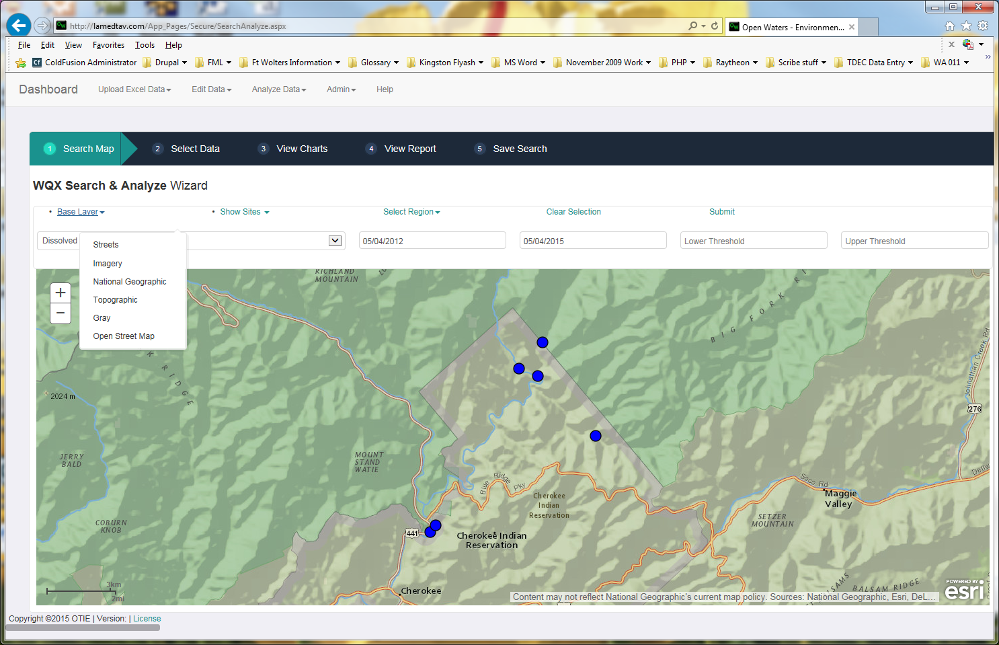 http://lamedtav.com/App_Pages/Secure/SearchAnalyze.aspx
Open Waters - Environmen...
File Edit View Favorites Tools Help
ColdFusion Administrator Drupal FML Ft Wolters Information Glossary Kingston Flyash MS Word November 2009 Work PHP Raytheon Scribe stuff TDEC Data Entry WA 011
Dashboard Upload Excel Data Edit Data Analyze Data Admin Help
1 Search Map 2 Select Data 3 View Charts 4 View Report 5 Save Search
WQX Search & Analyze Wizard
Base Layer Show Sites Select Region Clear Selection Submit
Dissolved 05/04/2012 05/04/2015 Lower Threshold Upper Threshold
Streets
Imagery
National Geographic
Topographic
Gray
Open Street Map
RICHLAND
MOUNTAIN
BIG FORK RI
K RIDGE
2024 m
Johnathan Creek Rd
276
JERRY
BALD
MOUNT
STAND
WATIE
Blue Ridge Pky
Cherokee
Indian
Reservation
Soco Rd
Maggie
Valley
Dellw
SETZER
MOUNTAIN
COBURN
KNOB
441
Cherokee Indian
Reservation
Cherokee
BALSAM RIDGE
3km
2mi
Content may not reflect National Geographic's current map policy. Sources: National Geographic, Esri, DeL...
POWERED BY
esri
Copyright ©2015 OTIE | Version: | License